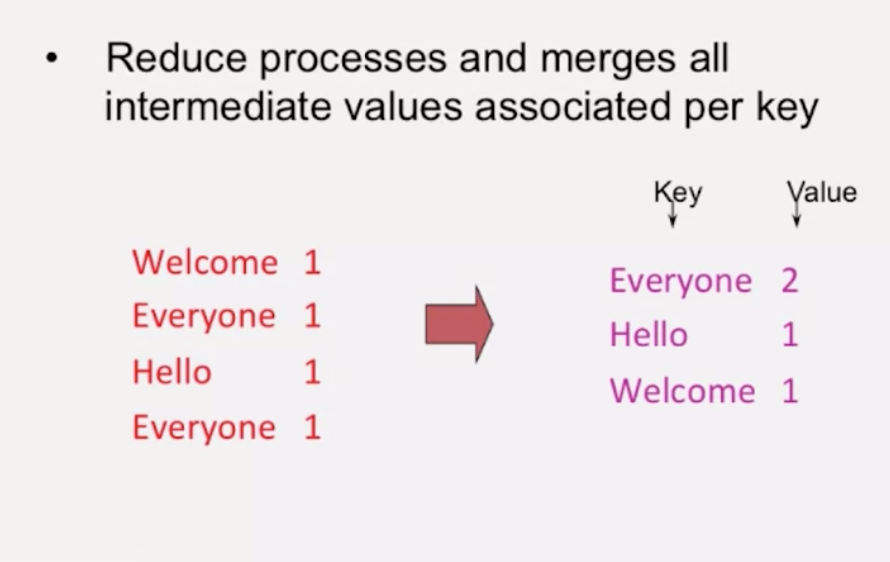 • Reduce processes and merges all
intermediate values associated per key
Key Value
Welcome 1
Everyone 1
Hello 1
Everyone 1
Everyone 2
Hello 1
Welcome 1